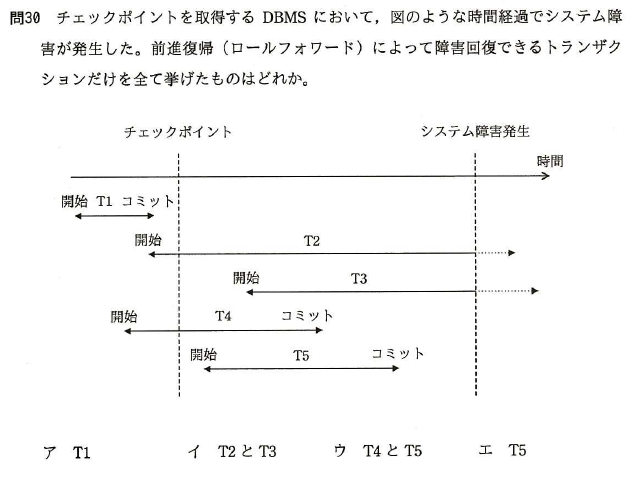 問30 チェックポイントを取得する DBMS において，図のような時間経過でシステム障
害が発生した。前進復帰（ロールフォワード）によって障害回復できるトランザク
ションだけを全て挙げたものはどれか。
チェックポイント システム障害発生
時間
開始 T1 コミット
開始 T2
開始 T3
開始 T4 コミット
開始 T5 コミット
ア T1 イ T2 と T3 ウ T4 と T5 エ T5